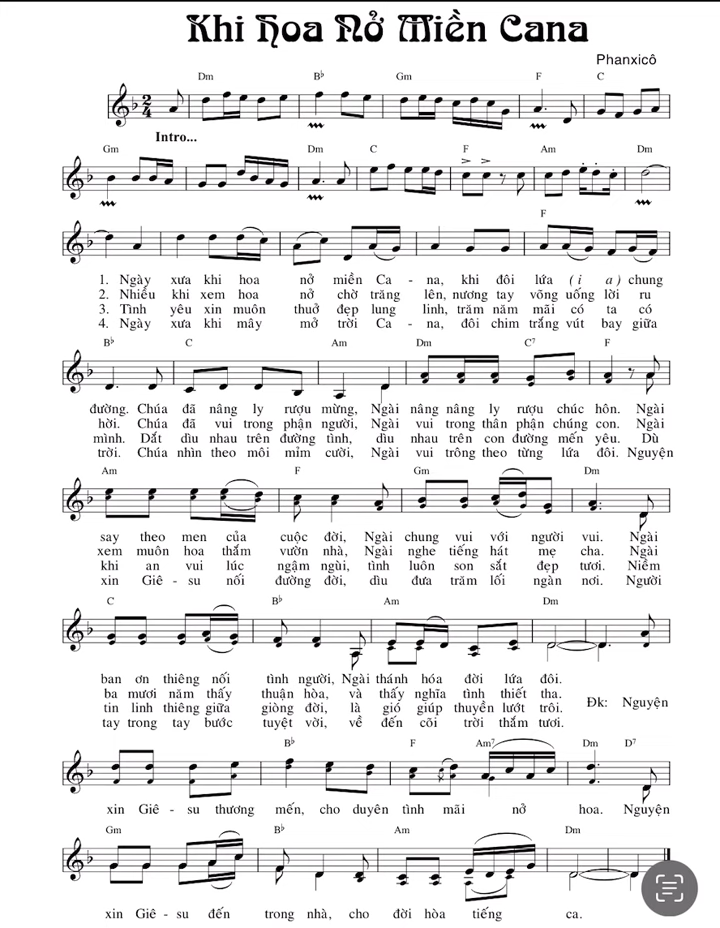 Khi Hoa Nở Miền Cana
Phanxicô
Dm Bb Gm F C
2
4
Intro...
Gm Dm C F Am Dm
F
1. Ngày xưa khi hoa nở miền Ca - na, khi đôi lứa (i a) chung
2. Nhiều khi xem hoa nở chờ trăng lên, nương tay võng uống lời ru
3. Tình yêu xin muôn thuở đẹp lung linh, trăm năm mãi có ta có
4. Ngày xưa khi mây mở trời Ca - na, đôi chim trắng vút bay giữa
Bb C Am Dm C7 F
đường. Chúa đã nâng ly rượu mừng, Ngài nâng nâng ly rượu chúc hôn. Ngài
hời. Chúa đã vui trong phận người, Ngài vui trong thân phận chúng con. Ngài
mình. Dắt dìu nhau trên đường tình, dìu nhau trên con đường mến yêu. Dù
trời. Chúa nhìn theo môi mỉm cười, Ngài vui trông theo từng lứa đôi. Nguyện
Am F Gm Dm
say theo men của cuộc đời, Ngài chung vui với người vui. Ngài
xem muôn hoa thắm vườn nhà, Ngài nghe tiếng hát mẹ cha. Ngài
khi an vui lúc ngậm ngùi, tình luôn son sắt đẹp tươi. Niềm
xin Giê - su nối đường đời, dìu đưa trăm lối ngàn nơi. Người
C Bb Am Dm
ban ơn thiêng nối tình người, Ngài thánh hóa đời lứa đôi.
ba mươi năm thấy thuận hòa, và thấy nghĩa tình thiết tha.
tin linh thiêng giữa giòng đời, là gió giúp thuyền lướt trôi. Đk: Nguyện
tay trong tay bước tuyệt vời, về đến cõi trời thắm tươi.
Bb F Am7 Dm D7
xin Giê - su thương mến, cho duyên tình mãi nở hoa. Nguyện
Gm Bb Am Dm
xin Giê - su đến trong nhà, cho đời hòa tiếng ca.